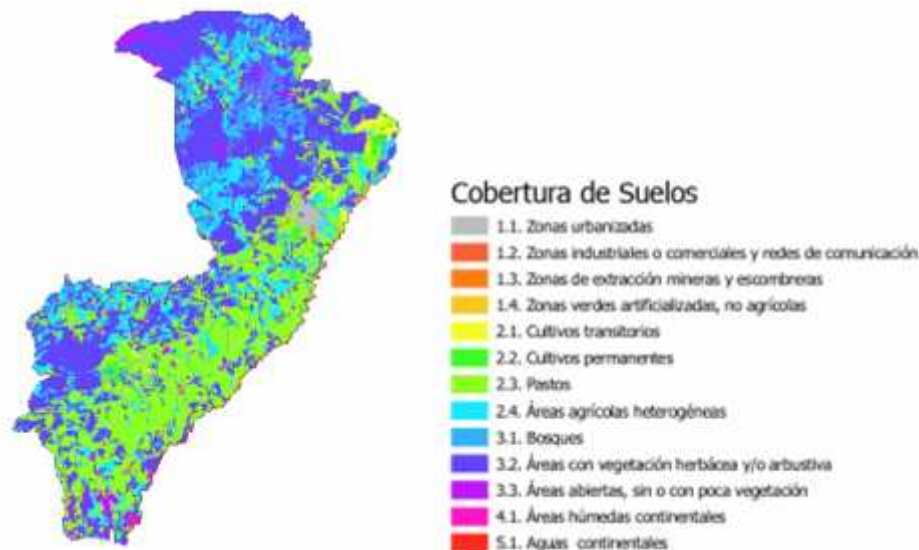 Cobertura de Suelos
1.1. Zonas urbanizadas
1.2. Zonas industriales o comerciales y redes de comunicación
1.3. Zonas de extracción mineras y escombreras
1.4. Zonas verdes artificializadas, no agrícolas
2.1. Cultivos transitorios
2.2. Cultivos permanentes
2.3. Pastos
2.4. Áreas agrícolas heterogéneas
3.1. Bosques
3.2. Áreas con vegetación herbácea y/o arbustiva
3.3. Áreas abiertas, sin o con poca vegetación
4.1. Áreas húmedas continentales
5.1. Aguas continentales